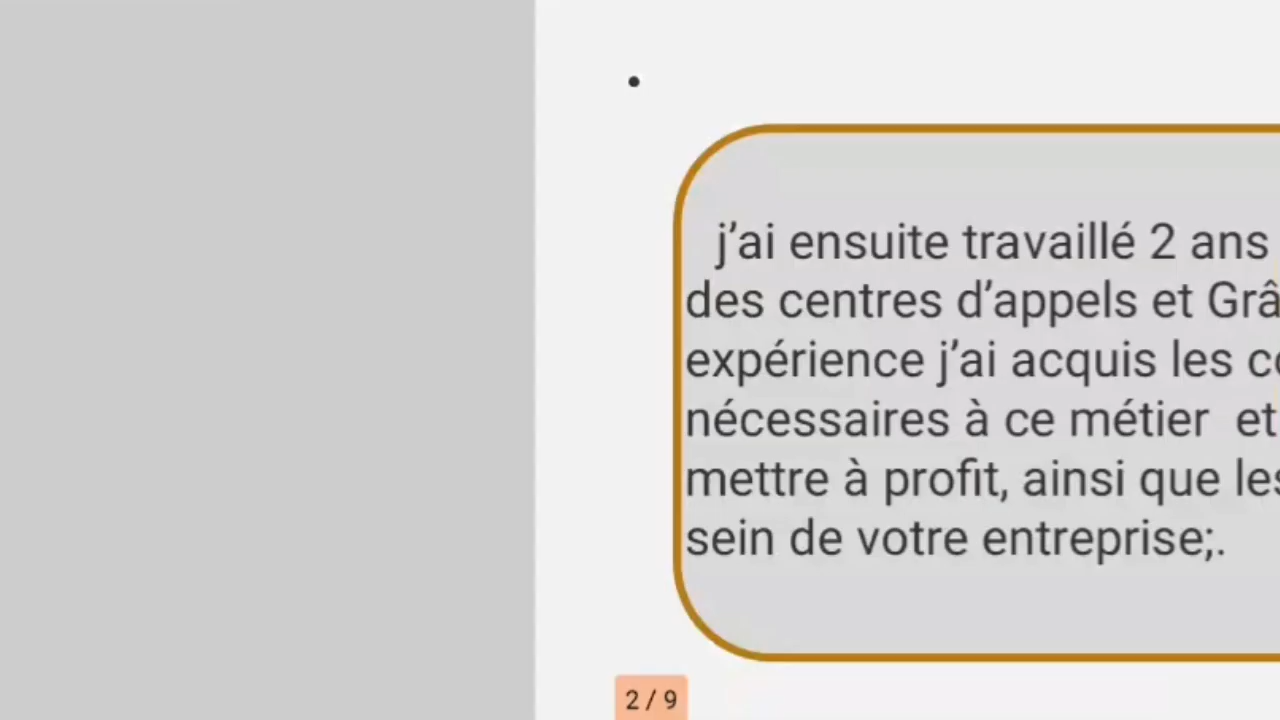 j’ai ensuite travaillé 2 ans
des centres d’appels et
expérience j’ai acquis les
nécessaires à ce métier et
mettre à profit, ainsi que
sein de votre entreprise;.
2 / 9